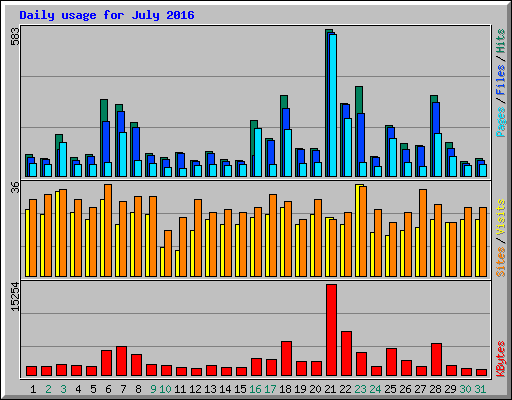 Daily usage for July 2016
583
Pages / Files / Hits
36
Sites / Visits
15254
KBytes
1 2 3 4 5 6 7 8 9 10 11 12 13 14 15 16 17 18 19 20 21 22 23 24 25 26 27 28 29 30 31